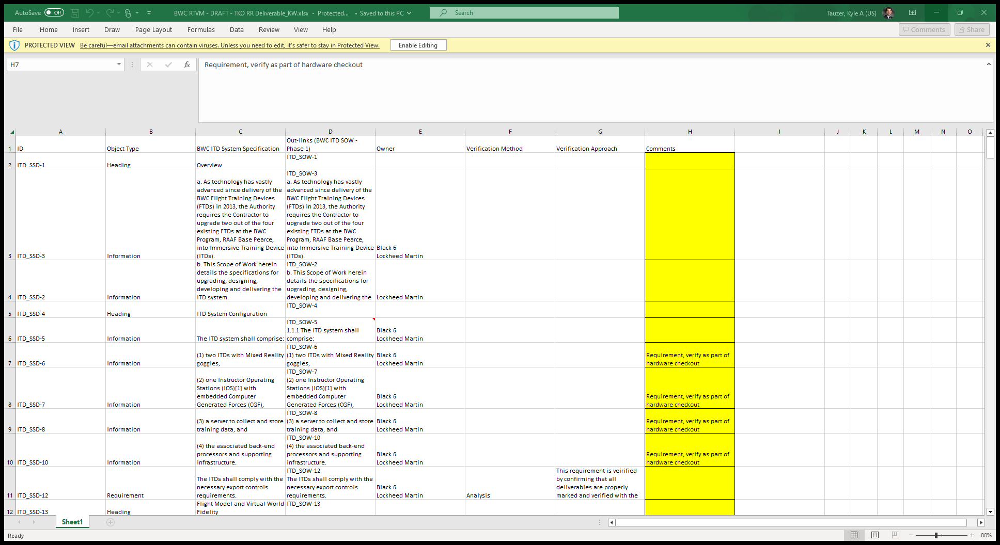 AutoSave Off BWC RTVM - DRAFT - TKO RR Deliverable_KW.xlsx - Protected... • Saved to this PC Search Tauzer, Kyle A (US)
File Home Insert Draw Page Layout Formulas Data Review View Help Comments Share
PROTECTED VIEW Be careful—email attachments can contain viruses. Unless you need to edit, it's safer to stay in Protected View. Enable Editing
H7 fx Requirement, verify as part of hardware checkout
A B C D E F G H I J K L M N O
1 ID
Object Type
BWC ITD System Specification
Out-links (BWC ITD SOW -
Phase 1)
Owner
Verification Method
Verification Approach
Comments
2 ITD_SSD-1
Heading
Overview
ITD_SOW-1
3 ITD_SSD-3
Information
a. As technology has vastly
advanced since delivery of the
BWC Flight Training Devices
(FTDs) in 2013, the Authority
requires the Contractor to
upgrade two out of the four
existing FTDs at the BWC
Program, RAAF Base Pearce,
into Immersive Training Device
(ITDs).
ITD_SOW-3
a. As technology has vastly
advanced since delivery of the
BWC Flight Training Devices
(FTDs) in 2013, the Authority
requires the Contractor to
upgrade two out of the four
existing FTDs at the BWC
Program, RAAF Base Pearce,
into Immersive Training Device
(ITDs).
Black 6
Lockheed Martin
4 ITD_SSD-2
Information
b. This Scope of Work herein
details the specifications for
upgrading, designing,
developing and delivering the
ITD system.
ITD_SOW-2
b. This Scope of Work herein
details the specifications for
upgrading, designing,
developing and delivering the
Lockheed Martin
5 ITD_SSD-4
Heading
ITD System Configuration
ITD_SOW-4
6 ITD_SSD-5
Information
The ITD system shall comprise:
ITD_SOW-5
1.1.1 The ITD system shall
comprise:
Black 6
Lockheed Martin
7 ITD_SSD-6
Information
(1) two ITDs with Mixed Reality
goggles,
ITD_SOW-6
(1) two ITDs with Mixed Reality
goggles,
Black 6
Lockheed Martin
Requirement, verify as part of
hardware checkout
8 ITD_SSD-7
Information
(2) one Instructor Operating
Stations (IOS)[1] with
embedded Computer
Generated Forces (CGF),
ITD_SOW-7
(2) one Instructor Operating
Stations (IOS)[1] with
embedded Computer
Generated Forces (CGF),
Black 6
Lockheed Martin
Requirement, verify as part of
hardware checkout
9 ITD_SSD-8
Information
(3) a server to collect and store
training data, and
ITD_SOW-8
(3) a server to collect and store
training data, and
Black 6
Lockheed Martin
Requirement, verify as part of
hardware checkout
10 ITD_SSD-10
Information
(4) the associated back-end
processors and supporting
infrastructure.
ITD_SOW-10
(4) the associated back-end
processors and supporting
infrastructure.
Black 6
Lockheed Martin
Requirement, verify as part of
hardware checkout
11 ITD_SSD-12
Requirement
The ITDs shall comply with the
necessary export controls
requirements.
ITD_SOW-12
The ITDs shall comply with the
necessary export controls
requirements.
Black 6
Lockheed Martin
Analysis
This requirement is veirified
by confirming that all
deliverables are properly
marked and verified with the
12 ITD_SSD-13
Heading
Flight Model and Virtual World
Fidelity
ITD_SOW-13
Sheet1
Ready 80%